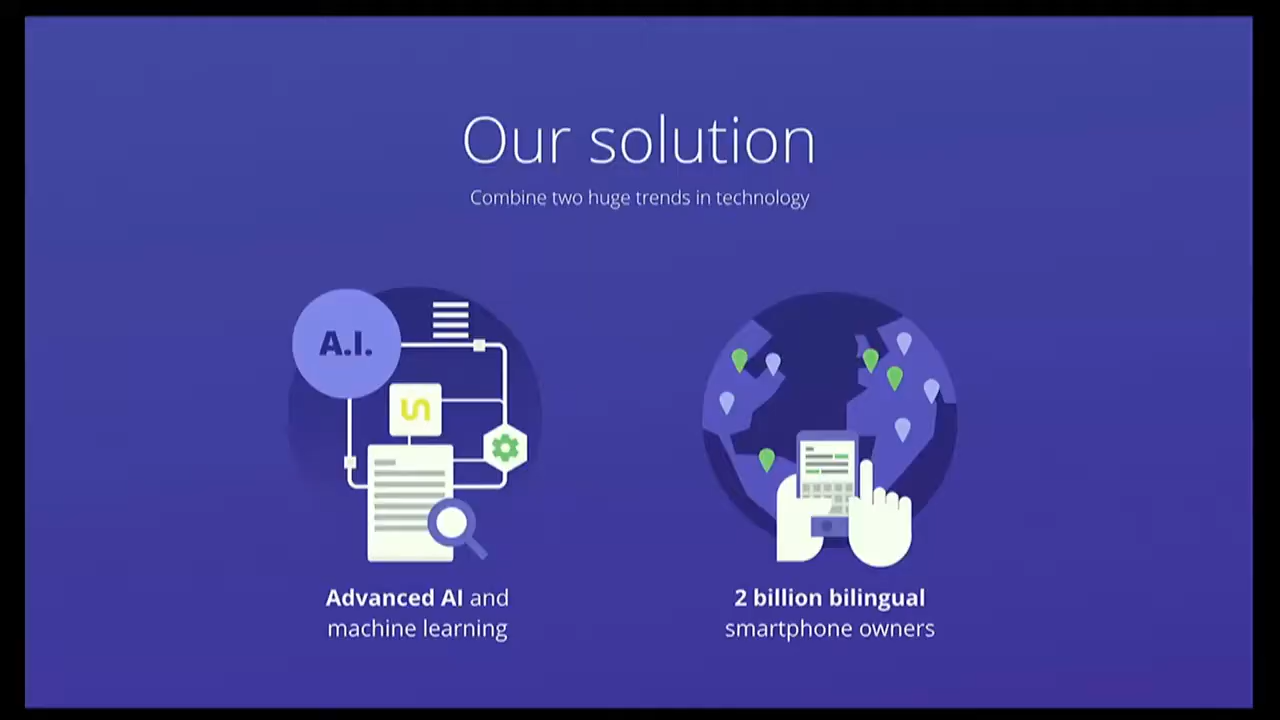 Our solution
Combine two huge trends in technology
A.I.
Advanced AI and
machine learning
2 billion bilingual
smartphone owners